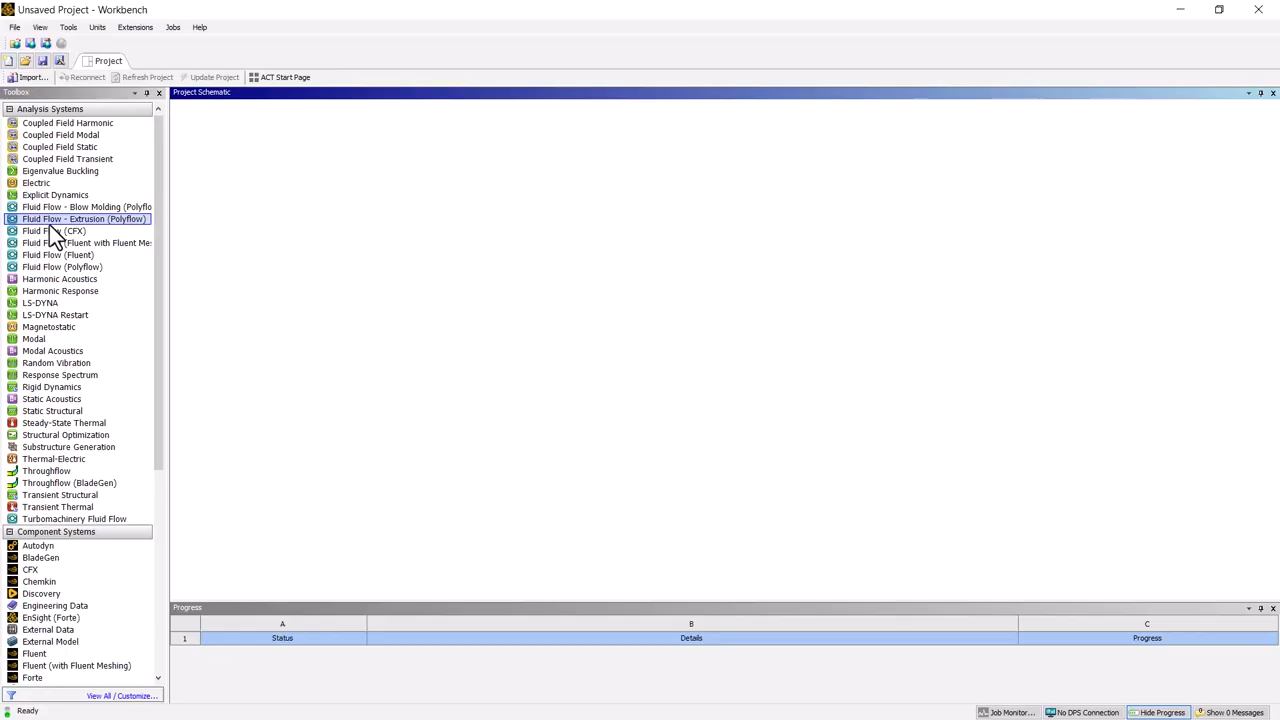 Unsaved Project - Workbench
File View Tools Units Extensions Jobs Help
Project
Import... Reconnect Refresh Project Update Project ACT Start Page
Toolbox
Project Schematic
Analysis Systems
Coupled Field Harmonic
Coupled Field Modal
Coupled Field Static
Coupled Field Transient
Eigenvalue Buckling
Electric
Explicit Dynamics
Fluid Flow - Blow Molding (Polyflo
Fluid Flow - Extrusion (Polyflow)
Fluid Flow (CFX)
Fluid (Fluent with Fluent Me:
Fluid Flow (Fluent)
Fluid Flow (Polyflow)
Harmonic Acoustics
Harmonic Response
LS-DYNA
LS-DYNA Restart
Magnetostatic
Modal
Modal Acoustics
Random Vibration
Response Spectrum
Rigid Dynamics
Static Acoustics
Static Structural
Steady-State Thermal
Structural Optimization
Substructure Generation
Thermal-Electric
Throughflow
Throughflow (BladeGen)
Transient Structural
Transient Thermal
Turbomachinery Fluid Flow
Component Systems
Autodyn
BladeGen
CFX
Chemkin
Discovery
Engineering Data
EnSight (Forte)
External Data
External Model
Fluent
Fluent (with Fluent Meshing)
Forte
View All / Customize...
Progress
A B C
1 Status Details Progress
Ready
Job Monitor... No DPS Connection Hide Progress Show 0 Messages